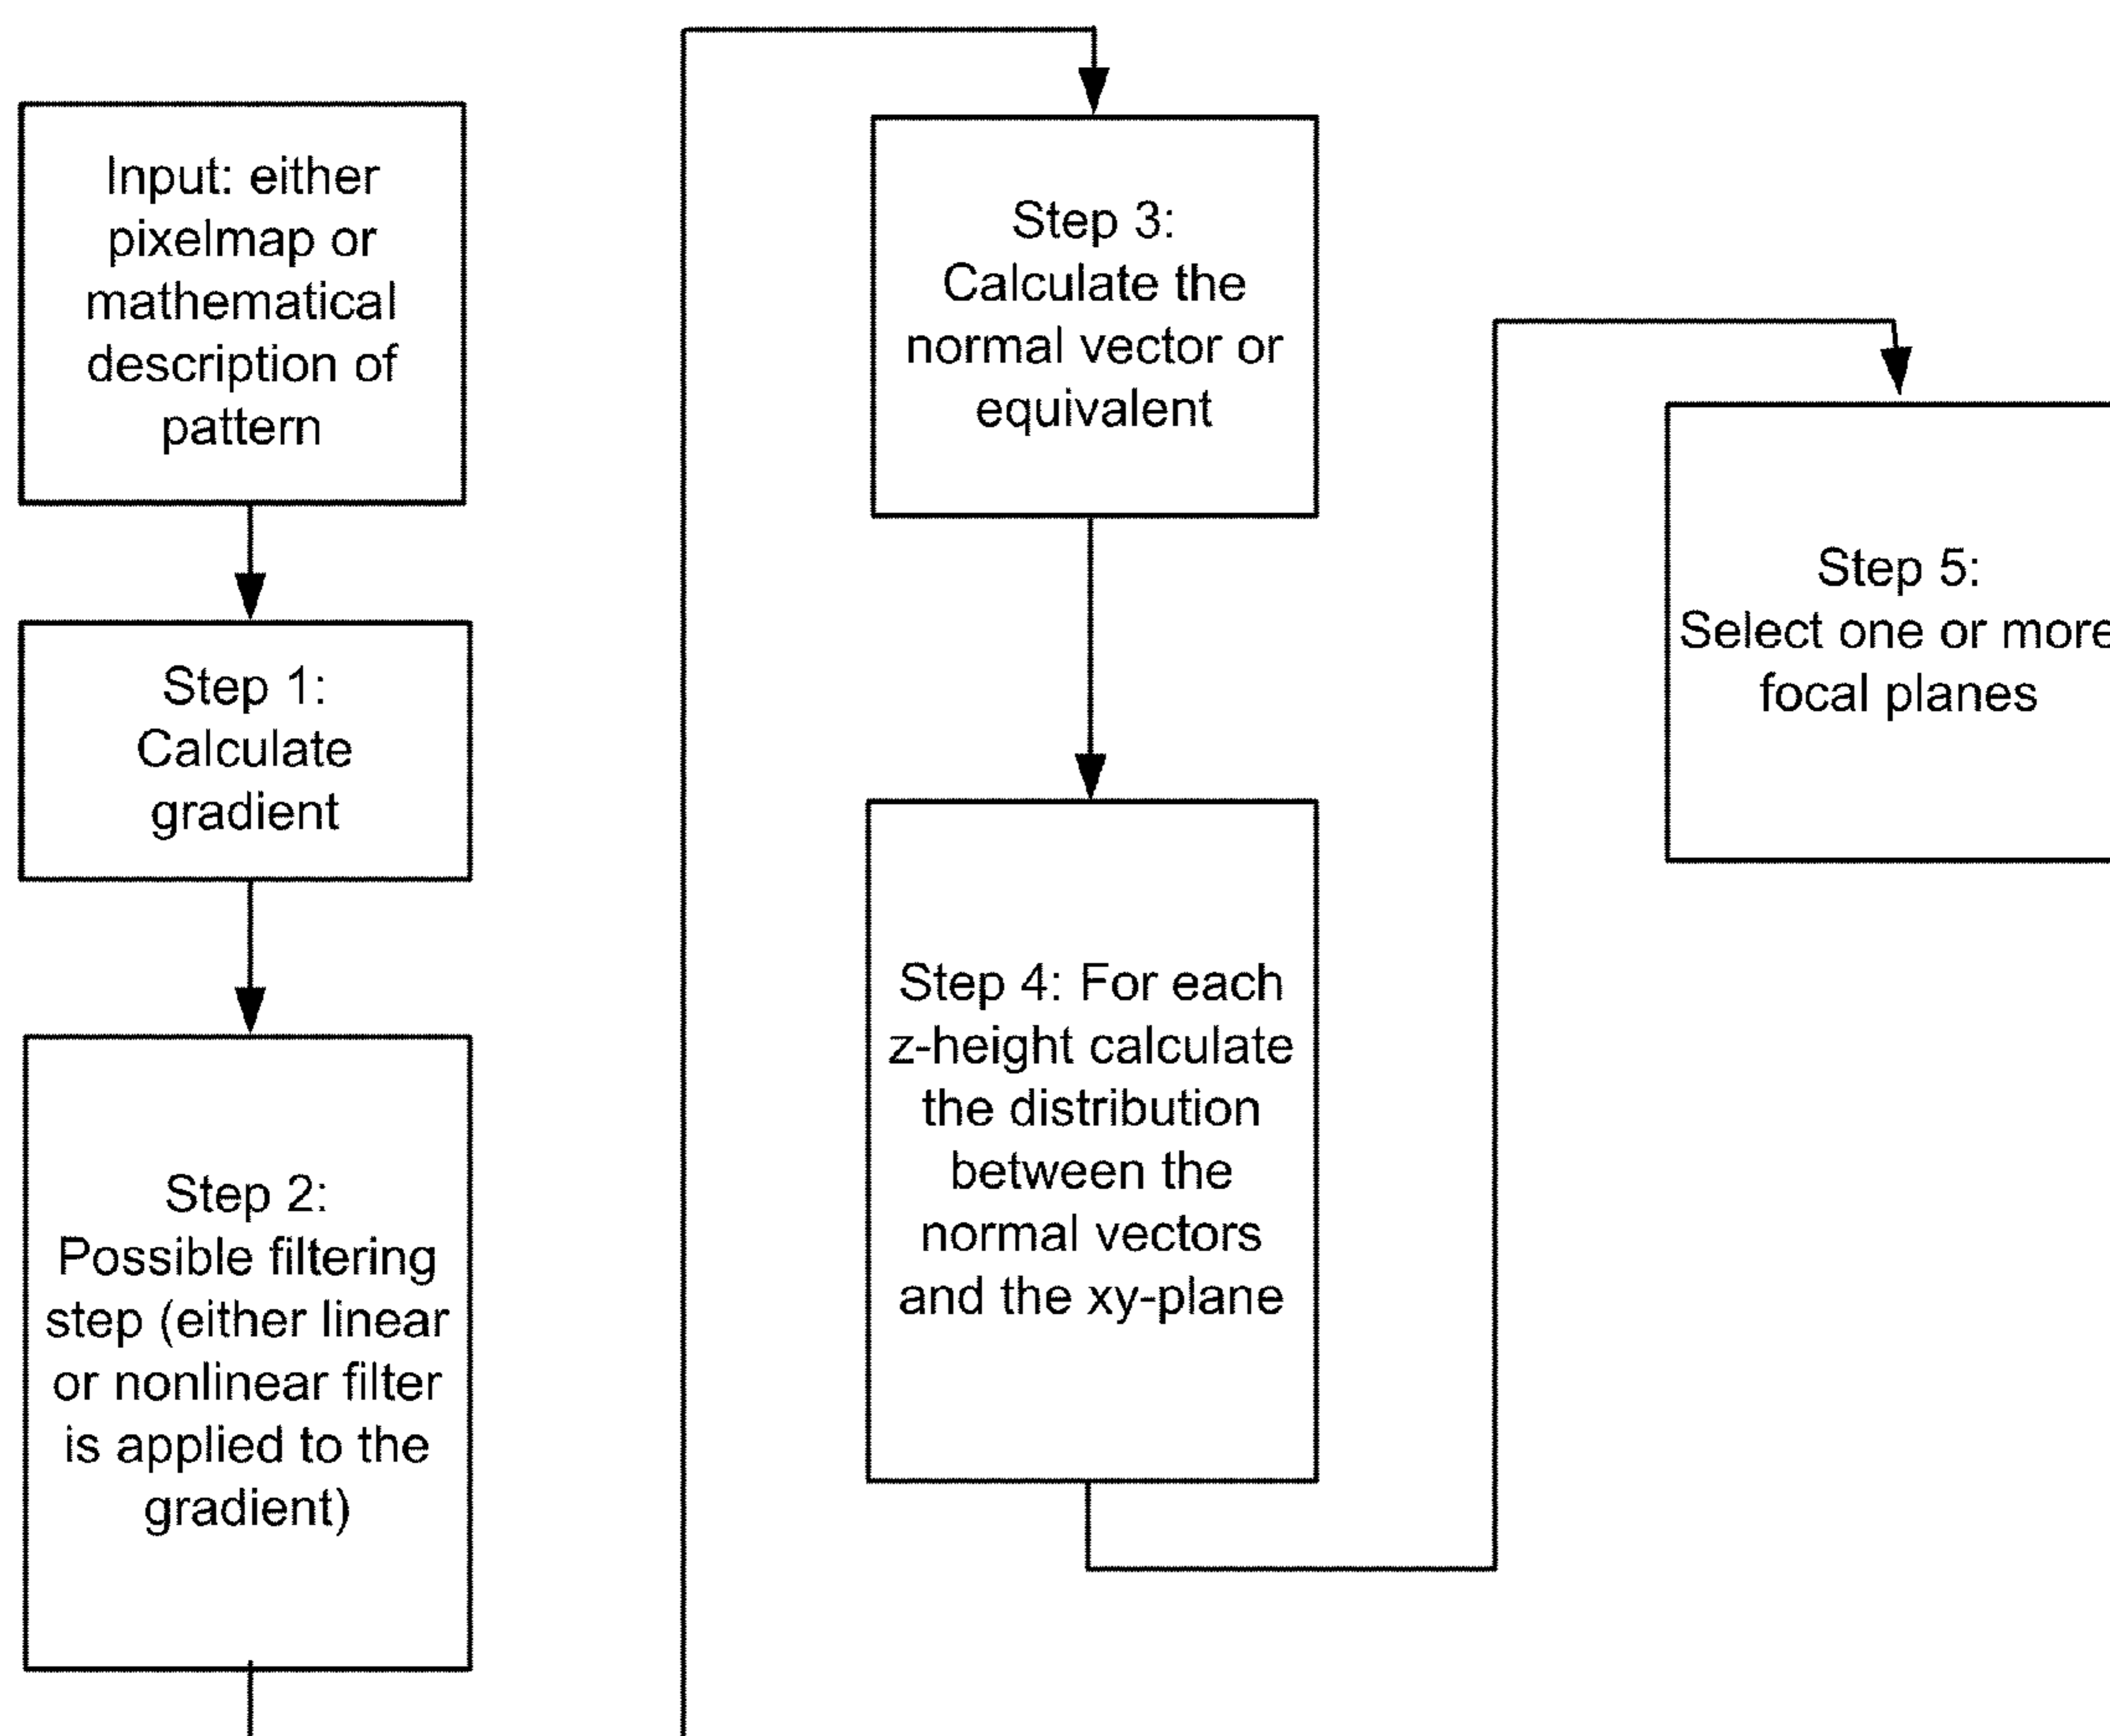 Input: either
pixelmap or
mathematical
description of
pattern
Step 1:
Calculate
gradient
Step 2:
Possible filtering
step (either linear
or nonlinear filter
is applied to the
gradient)
Step 3:
Calculate the
normal vector or
equivalent
Step 4: For each
z-height calculate
the distribution
between the
normal vectors
and the xy-plane
Step 5:
Select one or more
focal planes